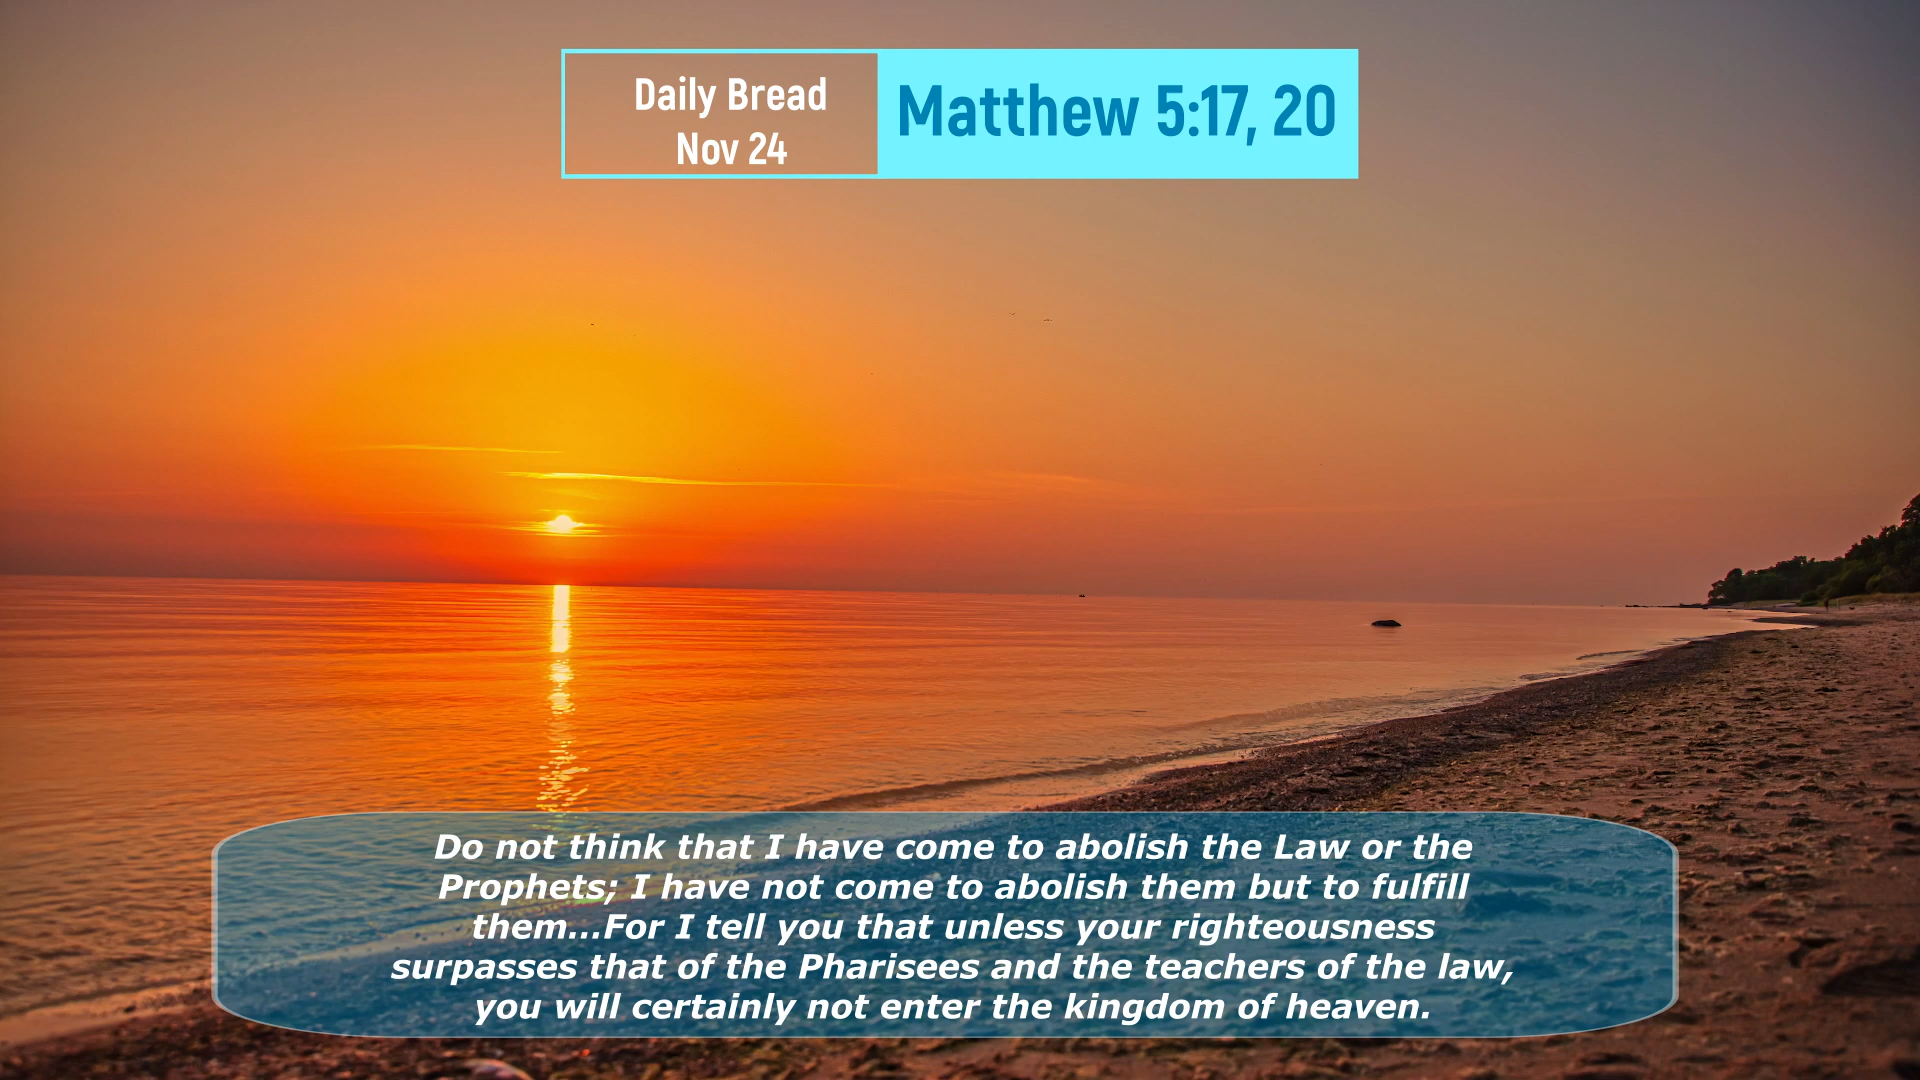 Daily Bread
Nov 24
Matthew 5:17, 20
Do not think that I have come to abolish the Law or the
Prophets; I have not come to abolish them but to fulfill
them...For I tell you that unless your righteousness
surpasses that of the Pharisees and the teachers of the law,
you will certainly not enter the kingdom of heaven.